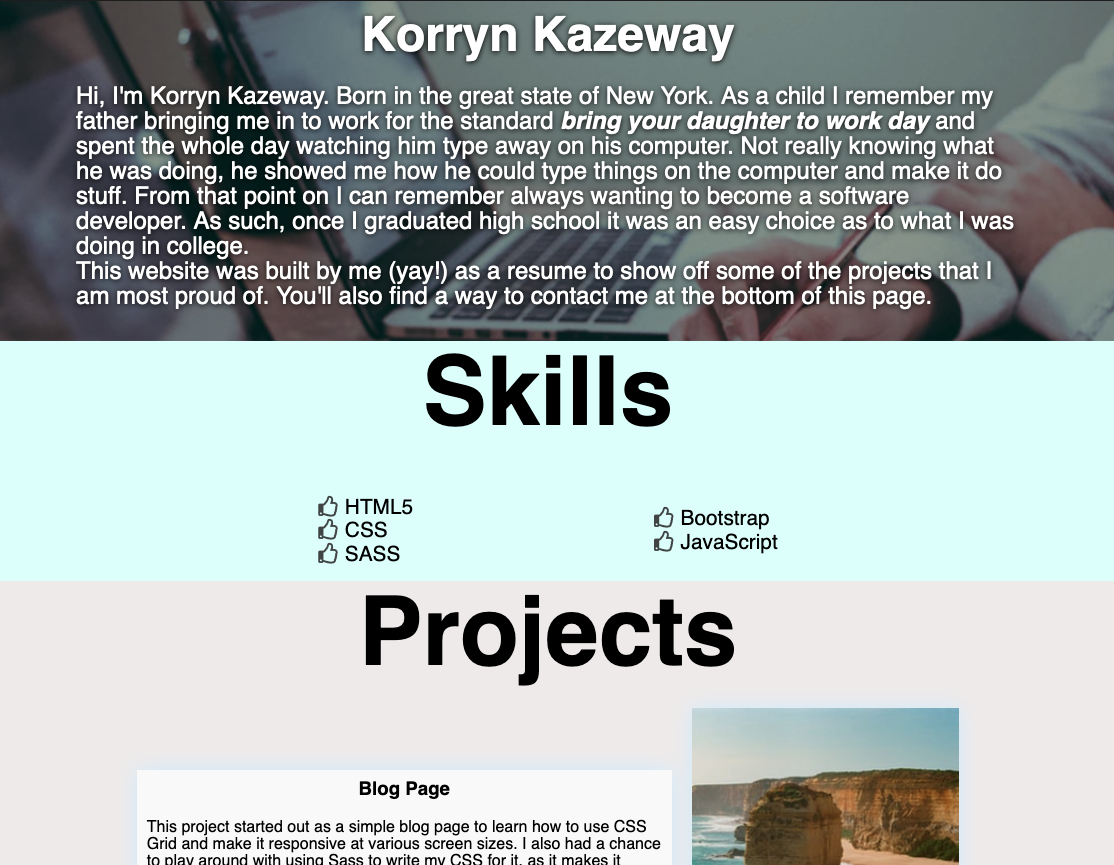 Korryn Kazeway
Hi, I'm Korryn Kazeway. Born in the great state of New York. As a child I remember my
father bringing me in to work for the standard bring your daughter to work day and
spent the whole day watching him type away on his computer. Not really knowing what
he was doing, he showed me how he could type things on the computer and make it do
stuff. From that point on I can remember always wanting to become a software
developer. As such, once I graduated high school it was an easy choice as to what I was
doing in college.
This website was built by me (yay!) as a resume to show off some of the projects that I
am most proud of. You'll also find a way to contact me at the bottom of this page.
Skills
HTML5
CSS
SASS
Bootstrap
JavaScript
Projects
Blog Page
This project started out as a simple blog page to learn how to use CSS
Grid and make it responsive at various screen sizes. I also had a chance
to play around with using Sass to write my CSS for it, as it makes it